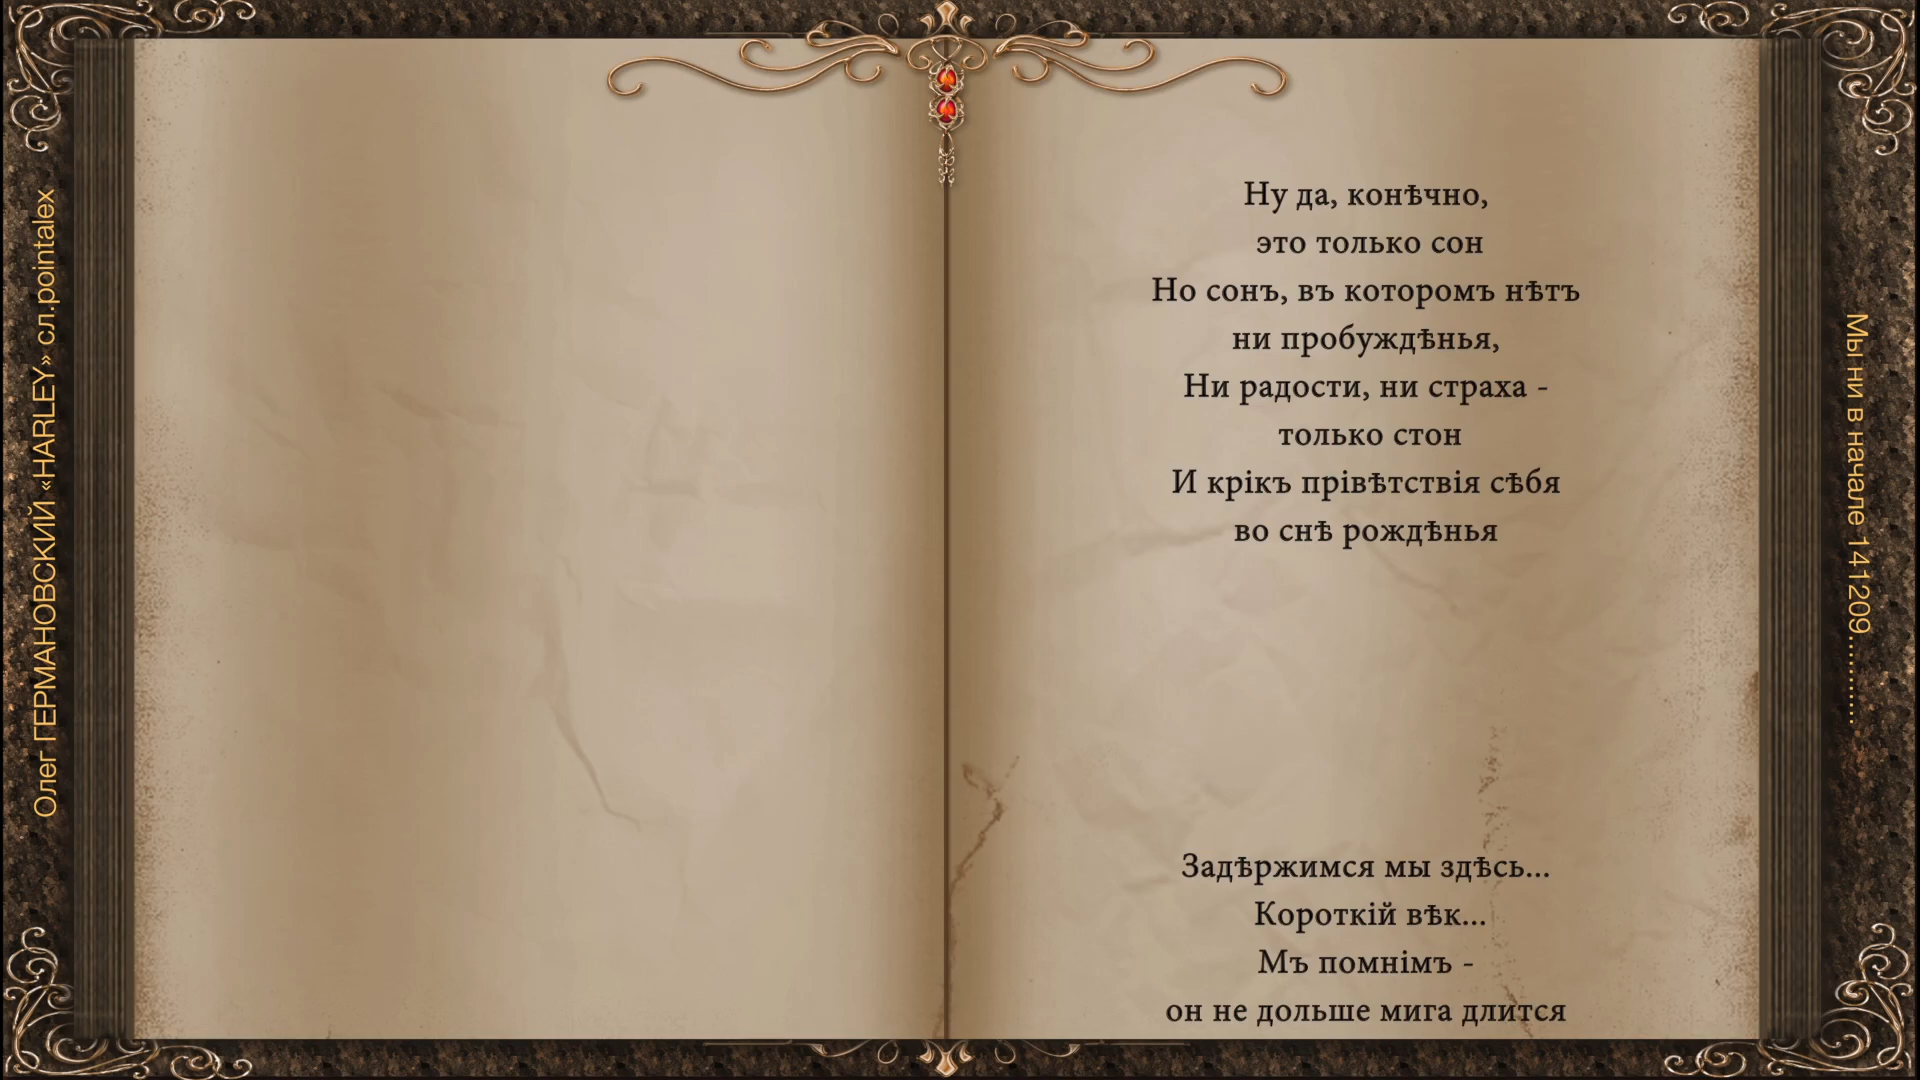 Олег ГЕРМАНОВСКИЙ «HARLEY» сл.pointalex
Ну да, конѣчно,
это только сон
Но сонъ, въ которомъ нѣтъ
ни пробуждѣнья,
Ни радости, ни страха -
только стон
И крікъ прівѣтствія сѣбя
во снѣ рождѣнья
Задѣржимся мы здѣсь...
Короткій вѣк...
Мъ помнімъ -
он не дольше мига длится
Мы ни в начале 141209............